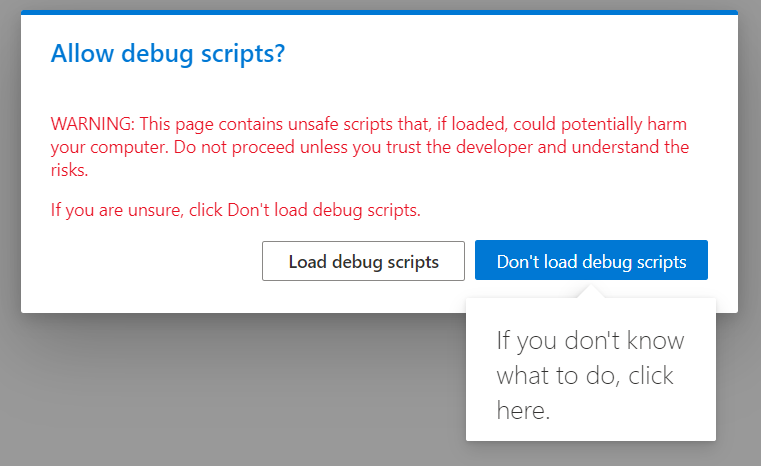 Allow debug scripts?
WARNING: This page contains unsafe scripts that, if loaded, could potentially harm
your computer. Do not proceed unless you trust the developer and understand the
risks.
If you are unsure, click Don't load debug scripts.
Load debug scripts
Don't load debug scripts
If you don't know
what to do, click
here.